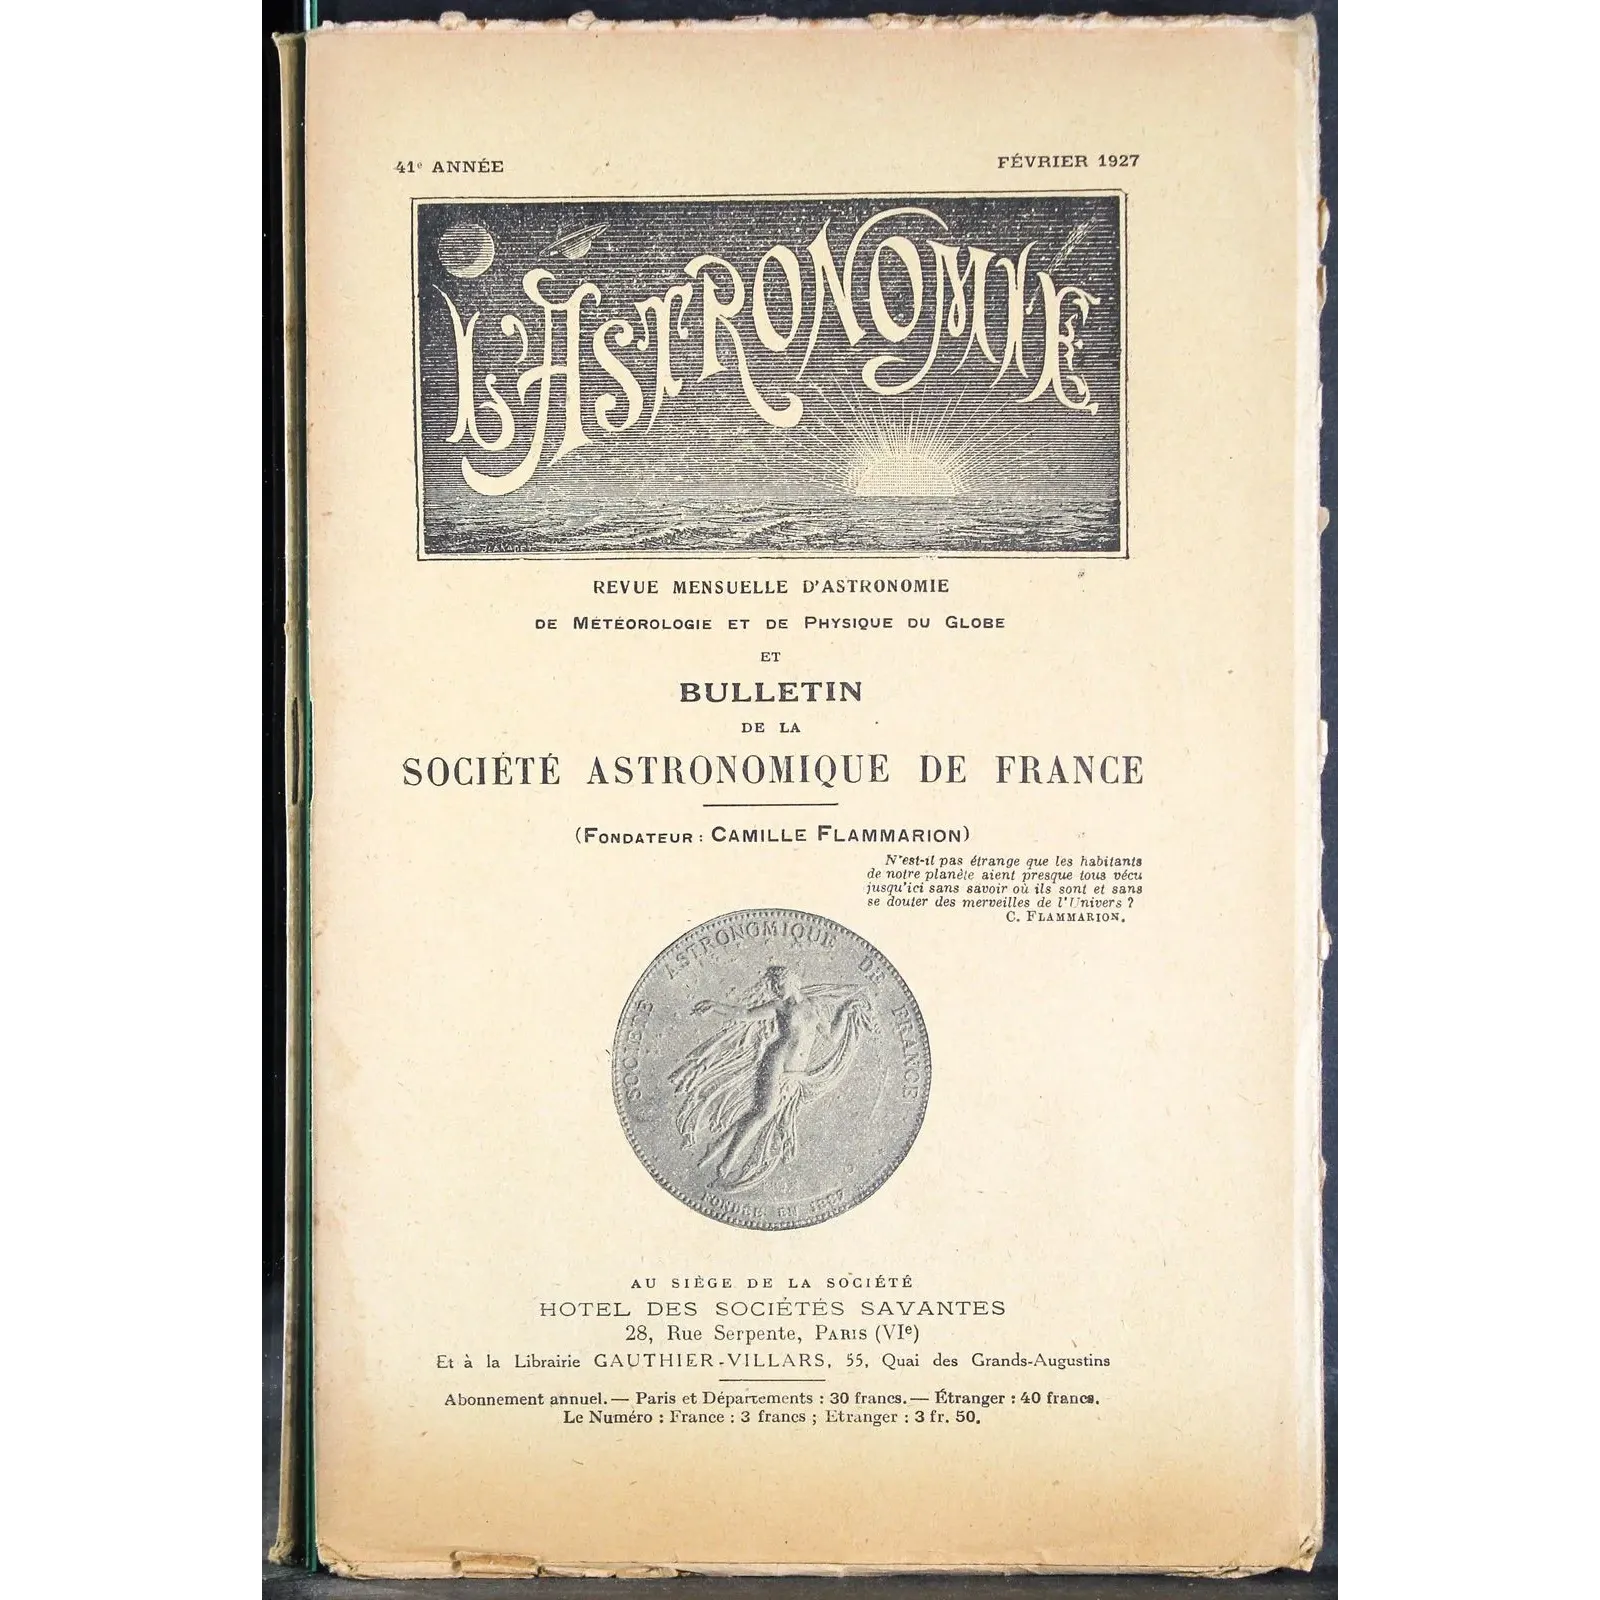 41e ANNÉE
FÉVRIER 1927
L'ASTRONOMIE
REVUE MENSUELLE D'ASTRONOMIE
DE MÉTÉOROLOGIE ET DE PHYSIQUE DU GLOBE
ET
BULLETIN
DE LA
SOCIÉTÉ ASTRONOMIQUE DE FRANCE
(FONDATEUR : CAMILLE FLAMMARION)
N'est-il pas étrange que les habitants
de notre planète aient presque tous vécu
jusqu'ici sans savoir où ils sont et sans
se douter des merveilles de l'Univers ?
C. FLAMMARION.
SOCIÉTÉ ASTRONOMIQUE DE FRANCE
FONDÉE EN 1887
AU SIÈGE DE LA SOCIÉTÉ
HOTEL DES SOCIÉTÉS SAVANTES
28, Rue Serpente, PARIS (VIe)
Et à la Librairie GAUTHIER-VILLARS, 55, Quai des Grands-Augustins
Abonnement annuel. — Paris et Départements : 30 francs. — Étranger : 40 francs.
Le Numéro : France : 3 francs ; Etranger : 3 fr. 50.